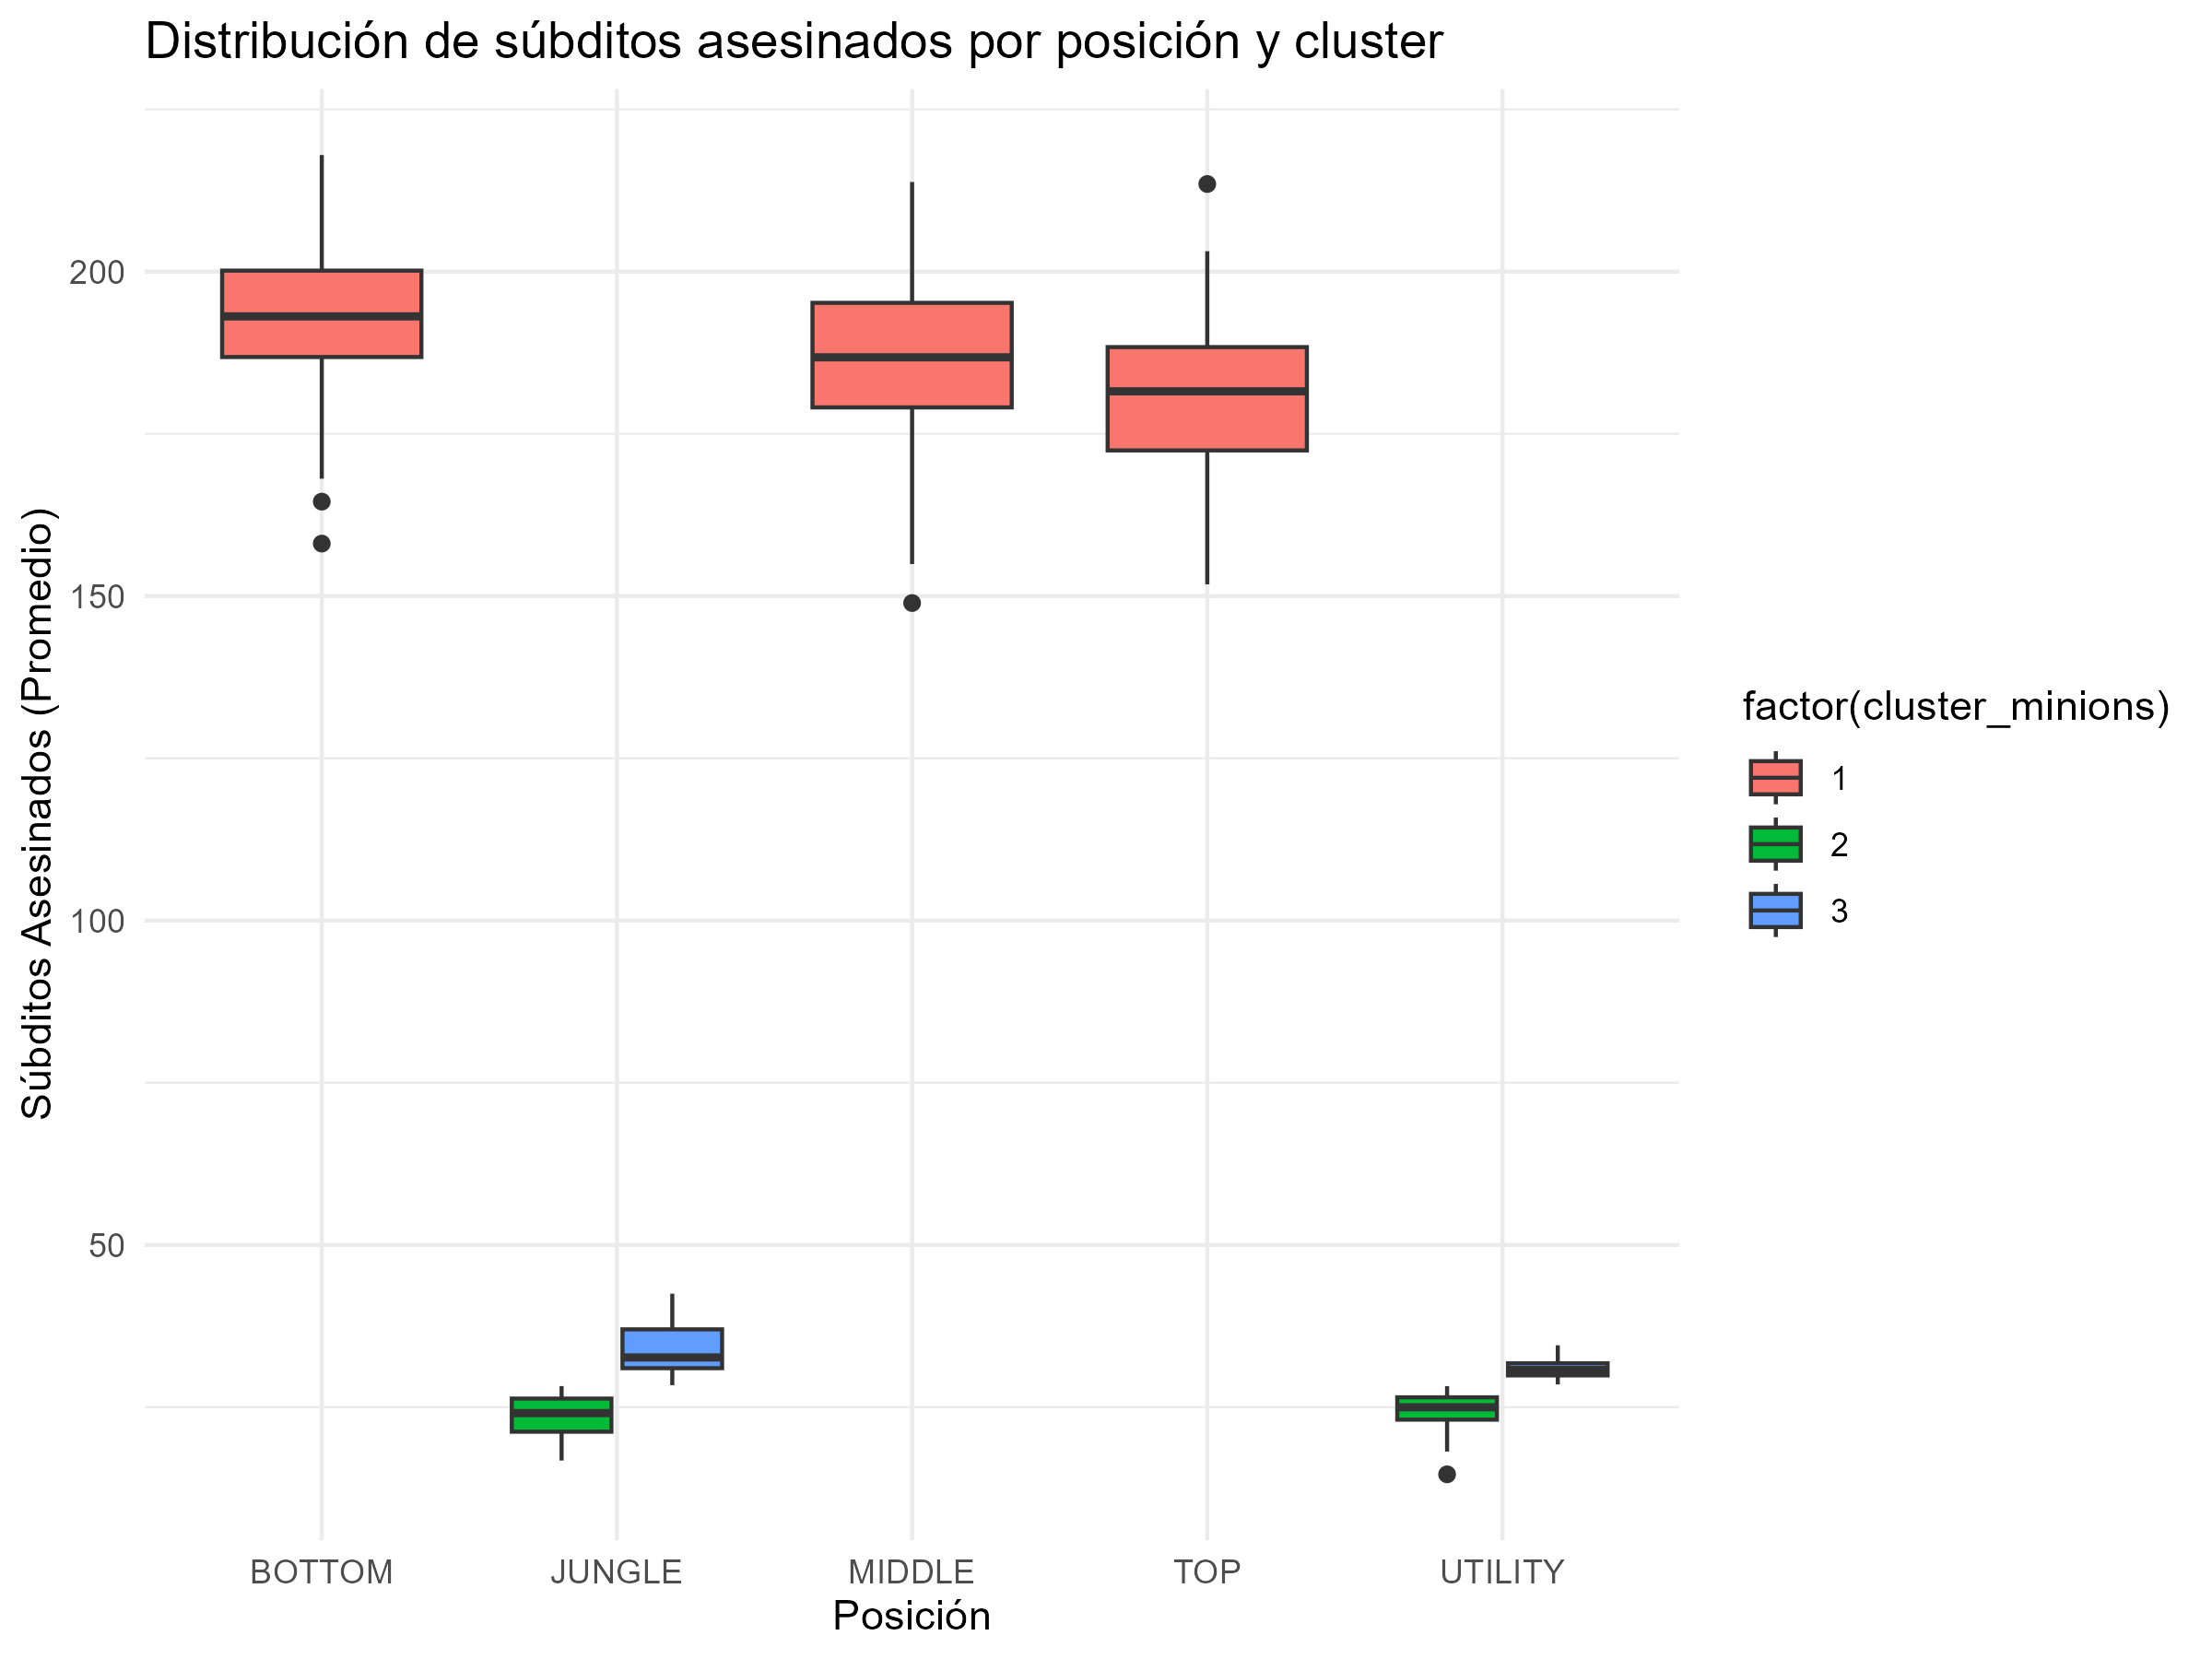 Distribución de súbditos asesinados por posición y cluster
Súbditos Asesinados (Promedio)
200
150
100
50
BOTTOM
JUNGLE
MIDDLE
TOP
UTILITY
Posición
factor(cluster_minions)
1
2
3